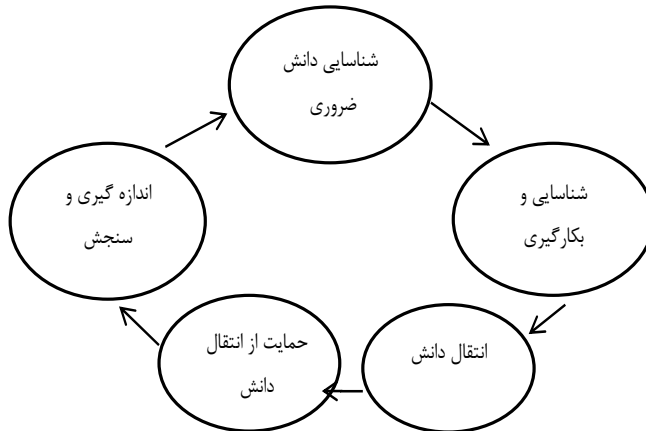 شناسایی دانش
ضروری
شناسایی و
بکارگیری
انتقال دانش
حمایت از انتقال
دانش
اندازه گیری و
سنجش